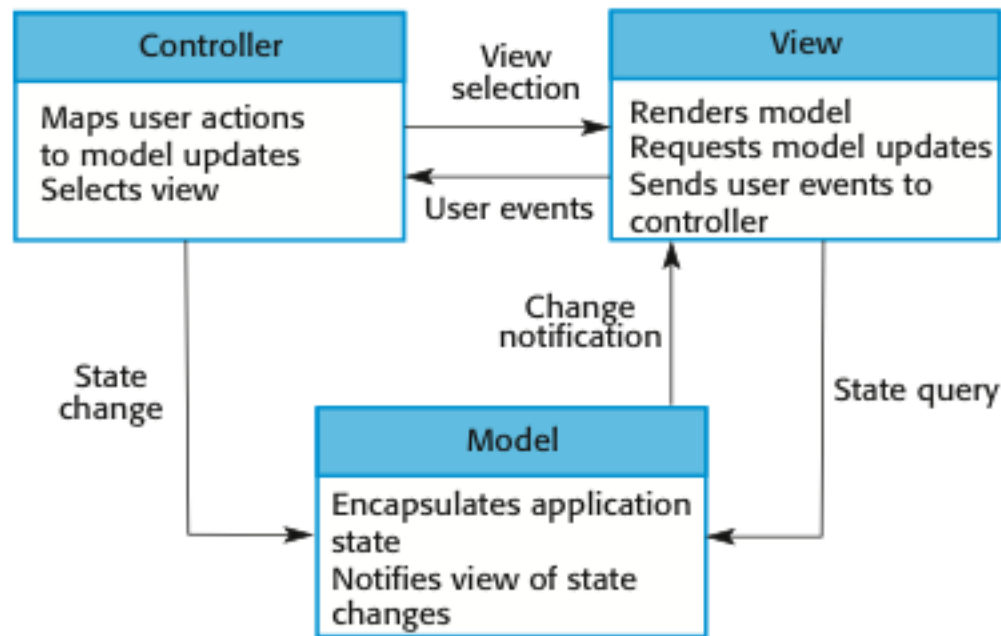 Controller
Maps user actions
to model updates
Selects view
View
selection
User events
View
Renders model
Requests model updates
Sends user events to
controller
State
change
Change
notification
State query
Model
Encapsulates application
state
Notifies view of state
changes